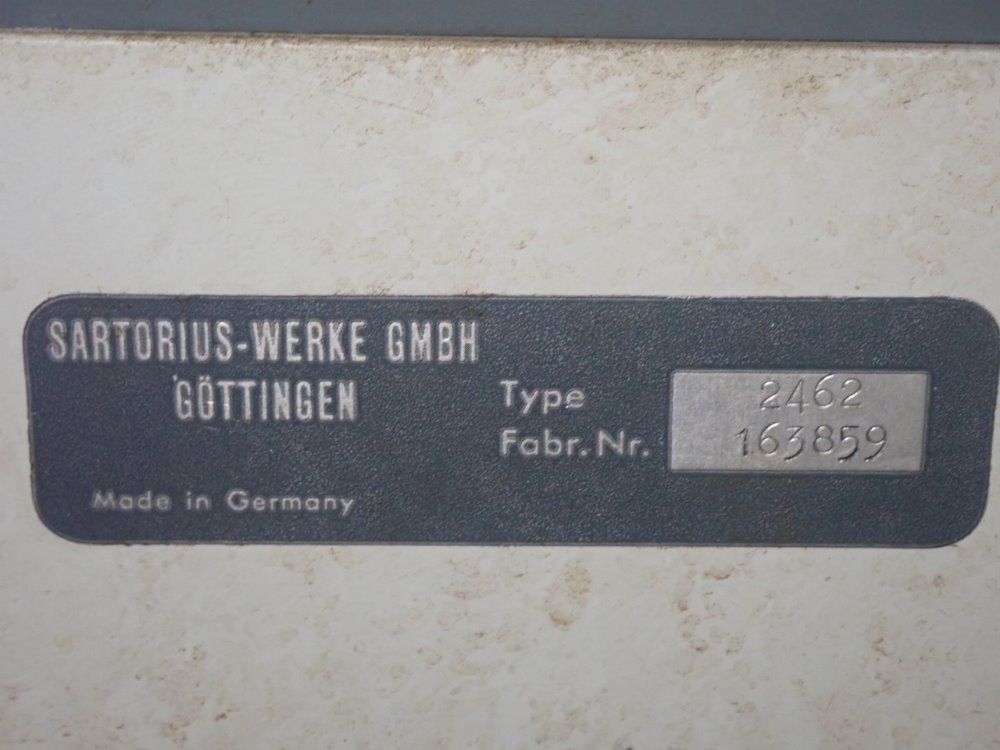 SARTORIUS-WERKE GMBH
GÖTTINGEN
Made in Germany
Type 2462
Fabr. Nr. 163859